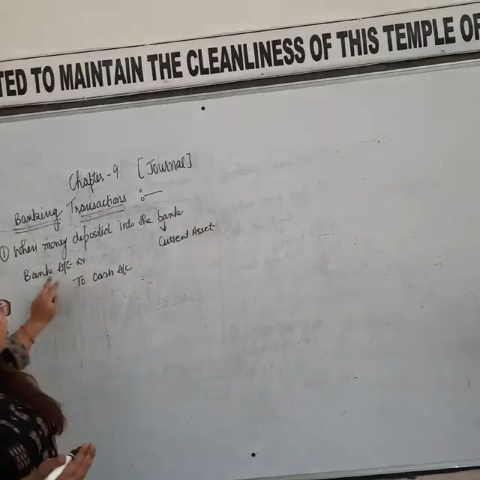 TED TO MAINTAIN THE CLEANLINESS OF THIS TEMPLE OF
Chapter-9 [Journal]
Banking Transactions :-
① When money deposited into the bank
↓
Current Asset
Bank A/C Dr
To Cash A/C